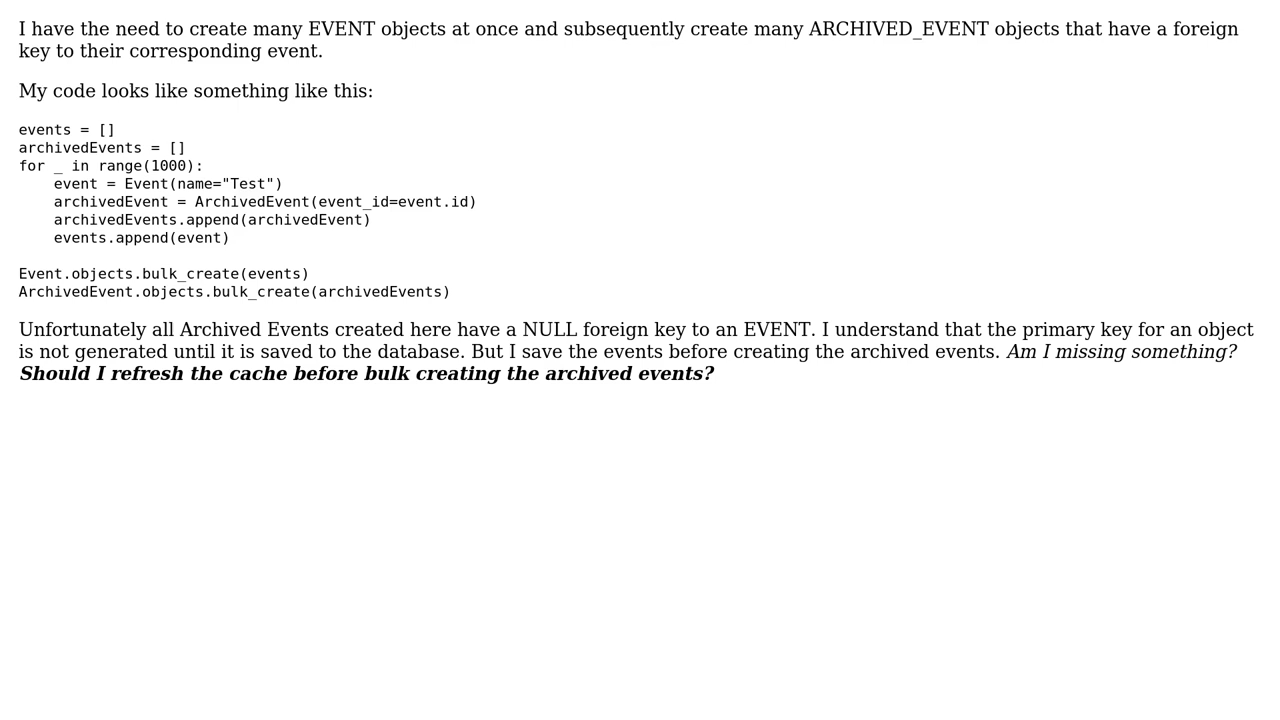 I have the need to create many EVENT objects at once and subsequently create many ARCHIVED_EVENT objects that have a foreign
key to their corresponding event.
My code looks like something like this:
events = []
archivedEvents = []
for _ in range(1000):
    event = Event(name="Test")
    archivedEvent = ArchivedEvent(event_id=event.id)
    archivedEvents.append(archivedEvent)
    events.append(event)
Event.objects.bulk_create(events)
ArchivedEvent.objects.bulk_create(archivedEvents)
Unfortunately all Archived Events created here have a NULL foreign key to an EVENT. I understand that the primary key for an object
is not generated until it is saved to the database. But I save the events before creating the archived events. Am I missing something?
Should I refresh the cache before bulk creating the archived events?